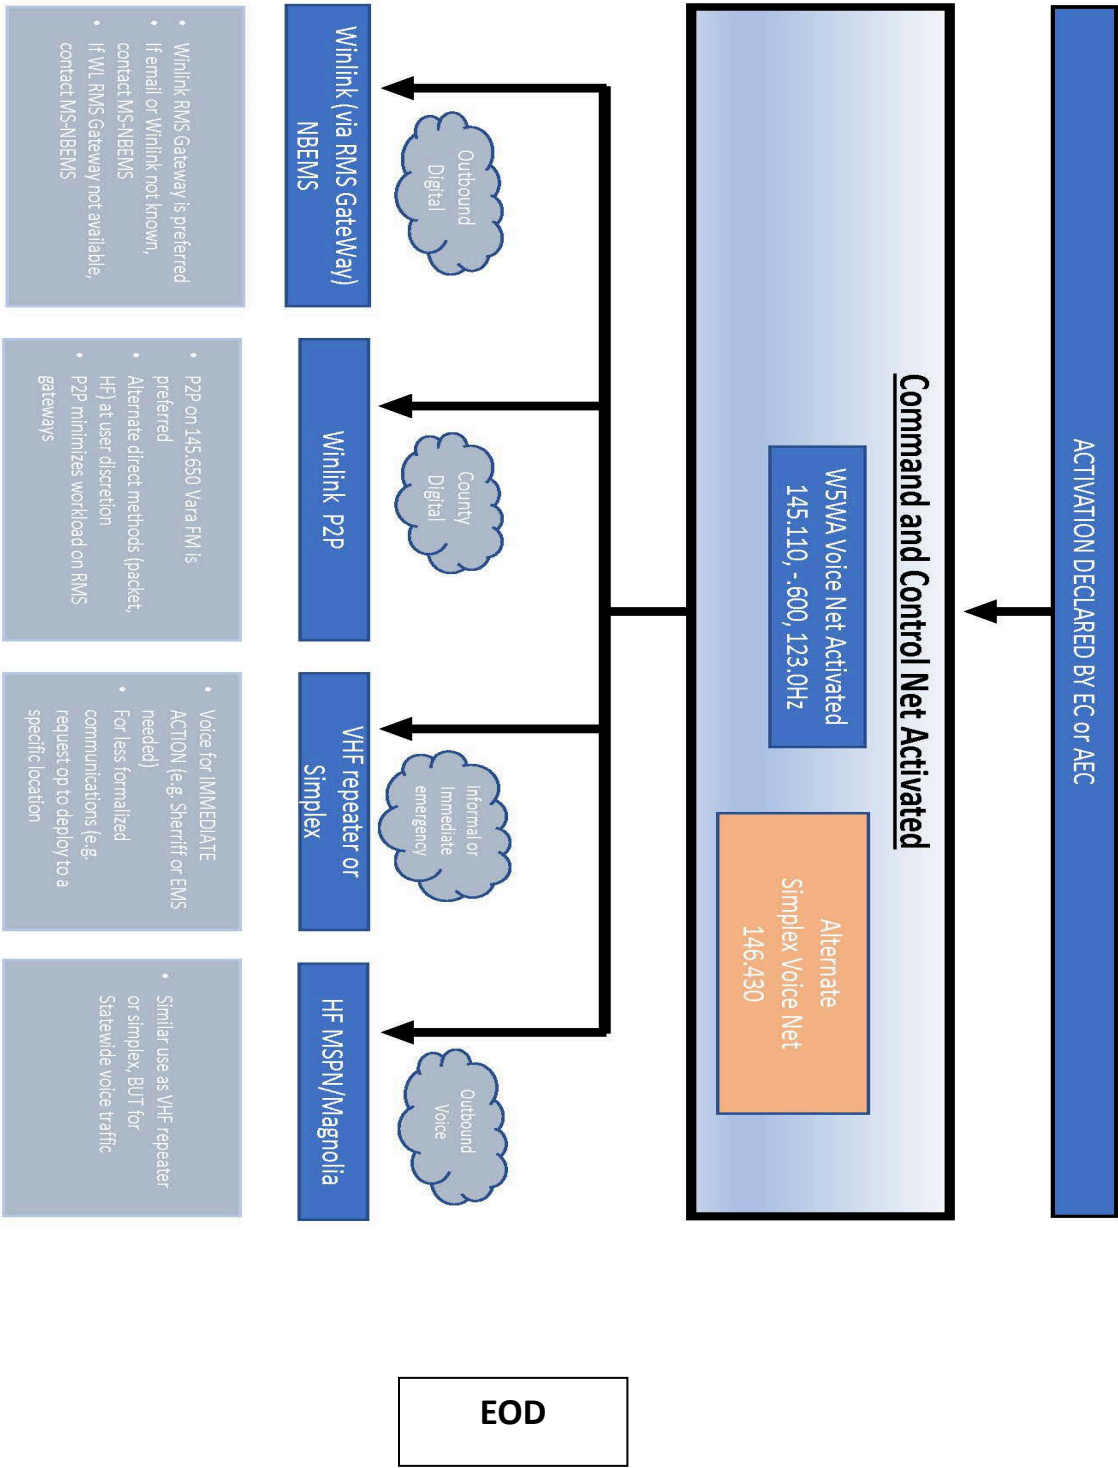 ACTIVATION DECLARED BY EC or AEC
Command and Control Net Activated
W5WA Voice Net Activated
145.110, -.600, 123.0Hz
Alternate
Simplex Voice Net
146.430
Outbound
Digital
County
Digital
Informal or
Immediate
emergency
Outbound
Voice
Winlink (via RMS GateWay)
NBEMS
Winlink P2P
VHF repeater or
Simplex
HF MSPN/Magnolia
• Winlink RMS Gateway is preferred
• If email or Winlink not known,
contact MS-NBEMS
• If WL RMS Gateway not available,
contact MS-NBEMS
• P2P on 145.650 Vara FM is
preferred
• Alternate direct methods (packet,
HF) at user discretion
• P2P minimizes workload on RMS
gateways
• Voice for IMMEDIATE
ACTION (e.g. Sherriff or EMS
needed)
• For less formalized
communications (e.g.
request op to deploy to a
specific location
• Similar use as VHF repeater
or simplex, BUT for
Statewide voice traffic
EOD